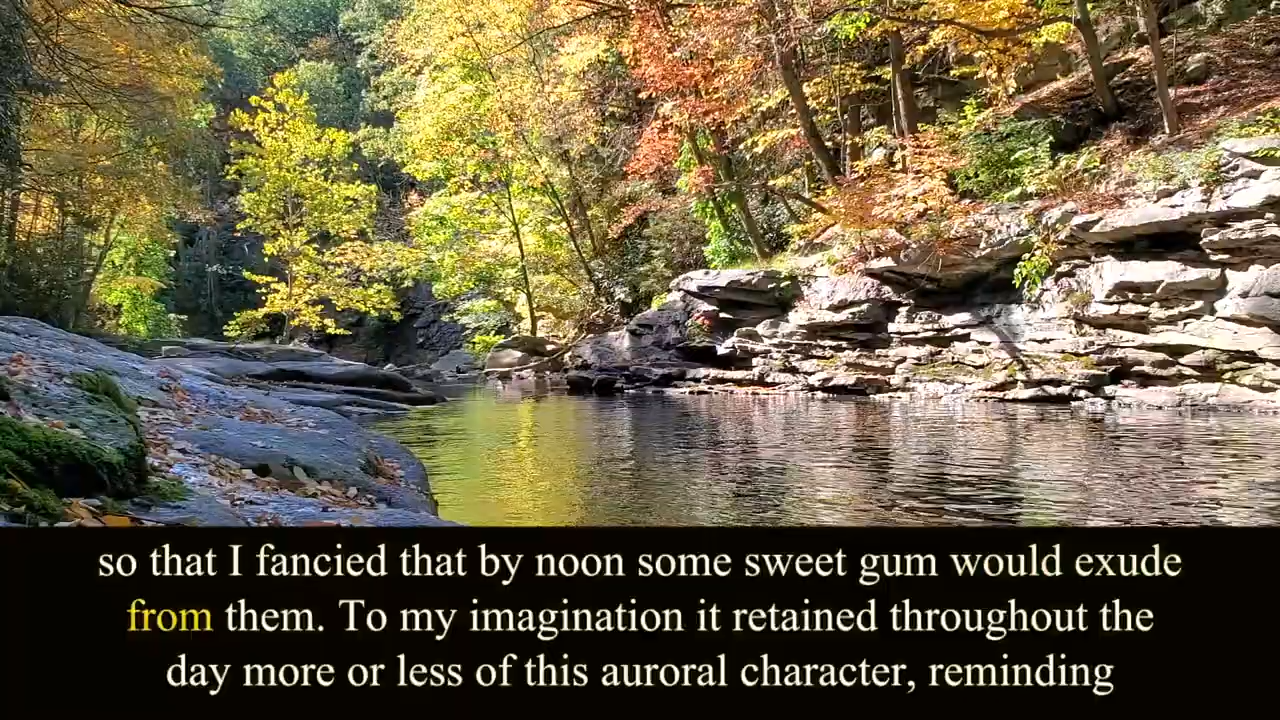 so that I fancied that by noon some sweet gum would exude
from them. To my imagination it retained throughout the
day more or less of this auroral character, reminding